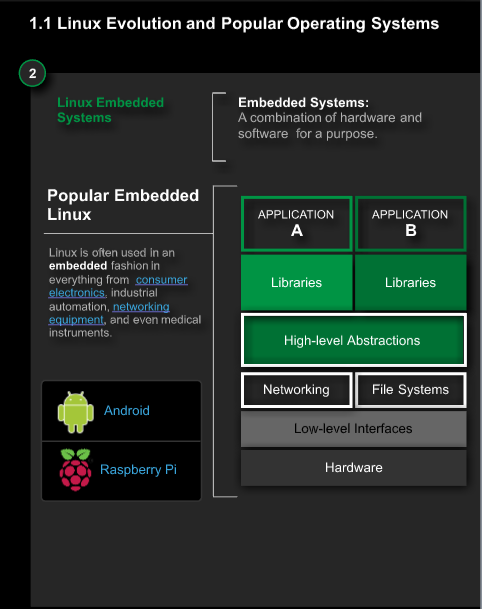 1.1 Linux Evolution and Popular Operating Systems
2
Linux Embedded
Systems
Embedded Systems:
A combination of hardware and
software for a purpose.
Popular Embedded
Linux
Linux is often used in an
embedded fashion in
everything from consumer
electronics, industrial
automation, networking
equipment, and even medical
instruments.
Android
Raspberry Pi
APPLICATION
A
APPLICATION
B
Libraries
Libraries
High-level Abstractions
Networking
File Systems
Low-level Interfaces
Hardware